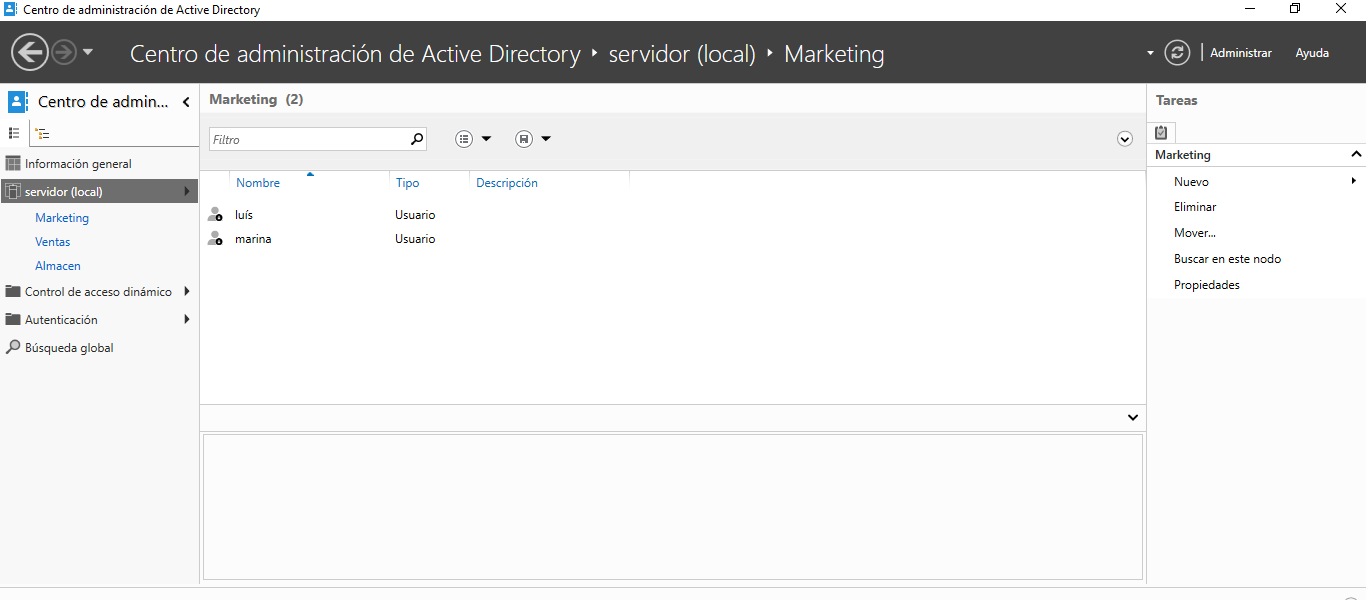 Centro de administración de Active Directory
Centro de administración de Active Directory ‣ servidor (local) ‣ Marketing
Administrar
Ayuda
Centro de admin...
Información general
servidor (local)
Marketing
Ventas
Almacen
Control de acceso dinámico
Autenticación
Búsqueda global
Marketing (2)
Filtro
Nombre Tipo Descripción
luís Usuario
marina Usuario
Tareas
Marketing
Nuevo
Eliminar
Mover...
Buscar en este nodo
Propiedades